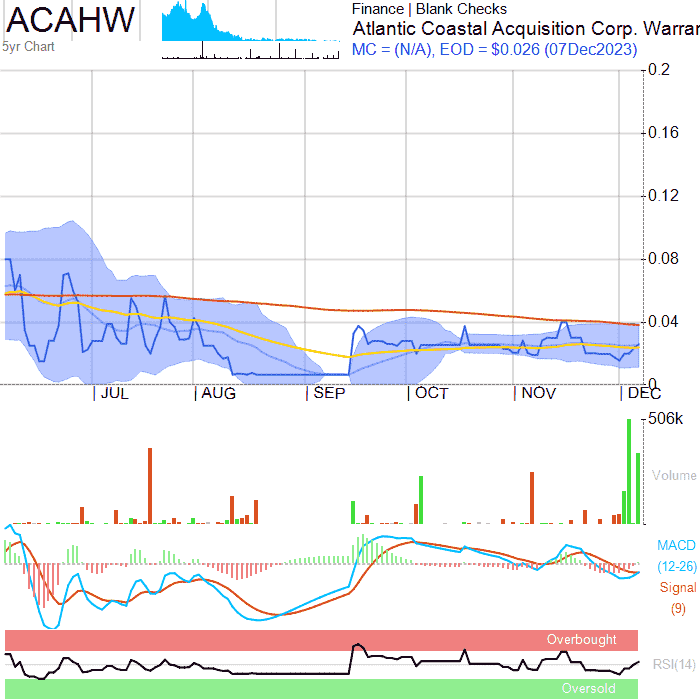 ACAHW
5yr Chart
Finance | Blank Checks
Atlantic Coastal Acquisition Corp. Warrar
MC = (N/A), EOD = $0.026 (07Dec2023)
0.2
0.16
0.12
0.08
0.04
0
JUL AUG SEP OCT NOV DEC
506k
Volume
MACD
(12-26)
Signal
(9)
Overbought
RSI(14)
Oversold